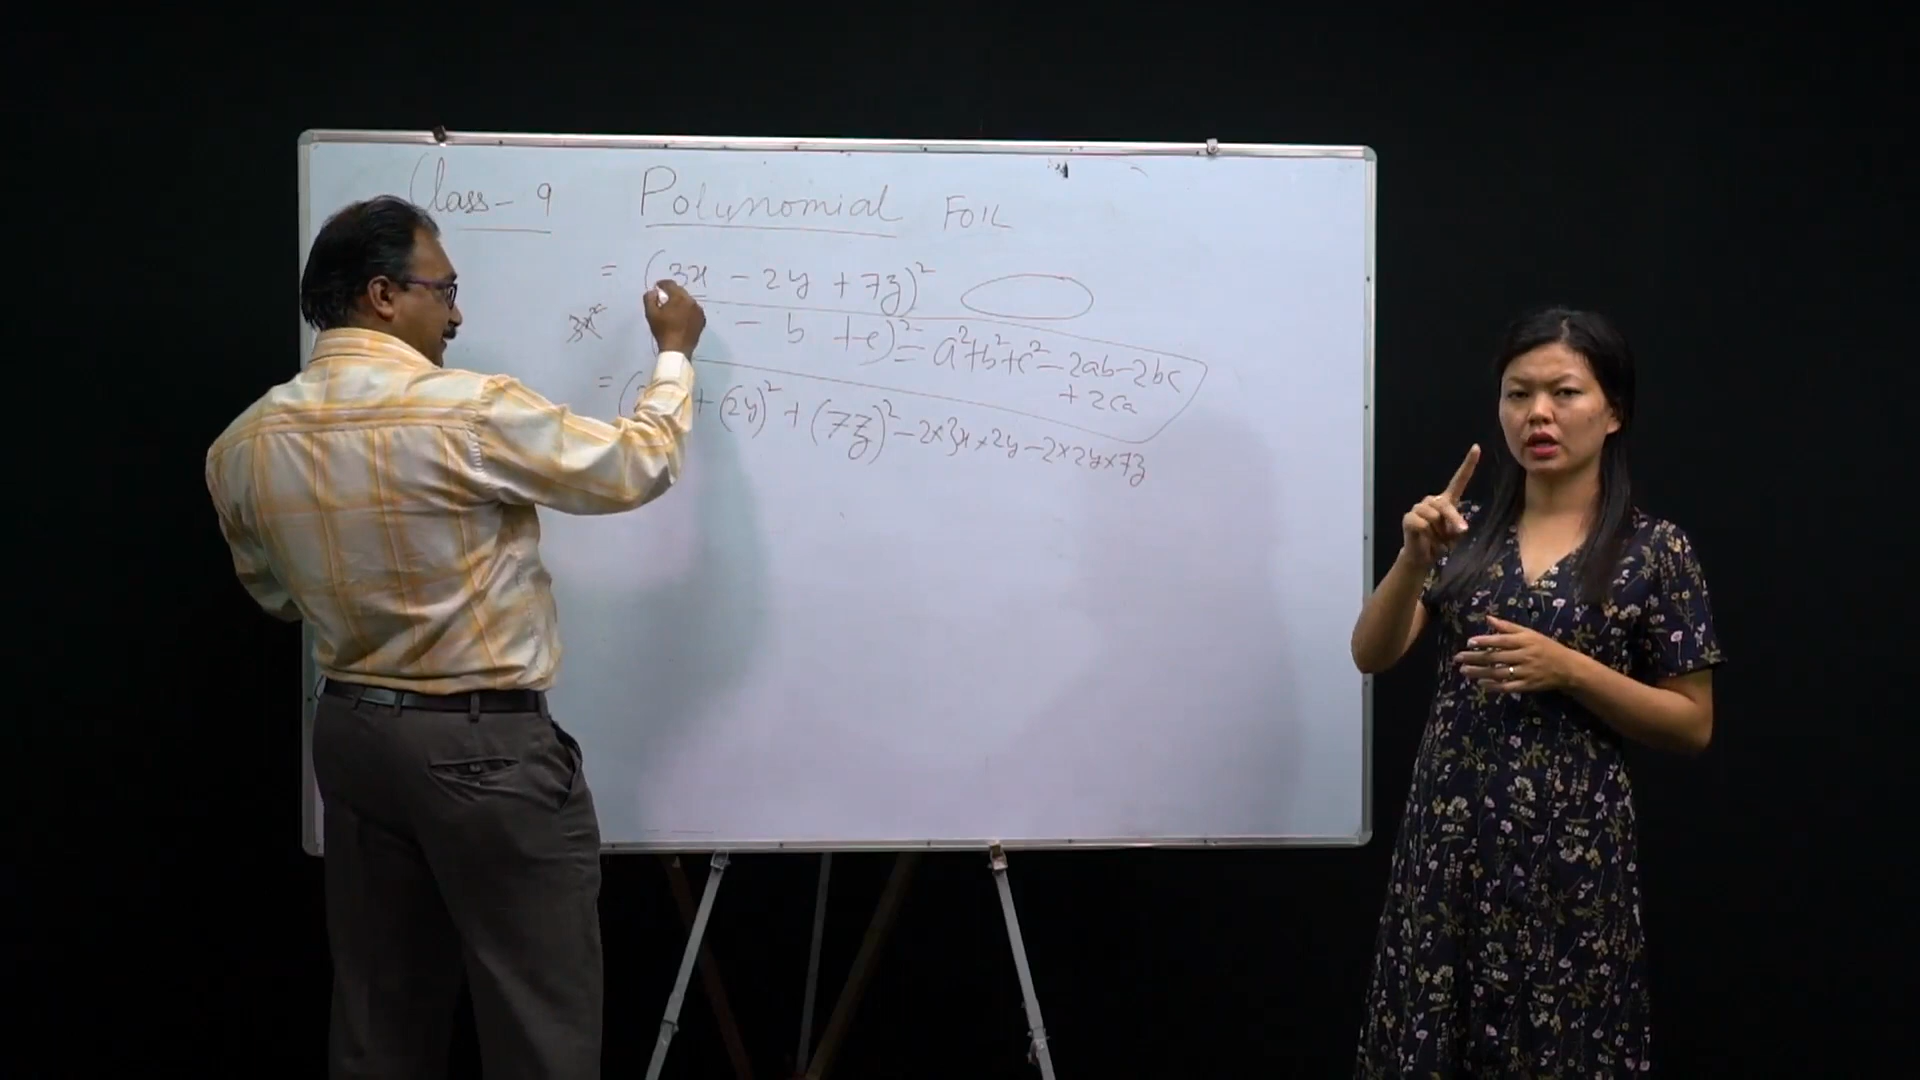 Class - 9 Polynomial FOIL
= (3x - 2y + 7z)²
3x²
- b + c)² = a² + b² + c² - 2ab - 2bc
+ 2ca
= ( + (2y)² + (7z)² - 2×3x×2y - 2×2y×7z